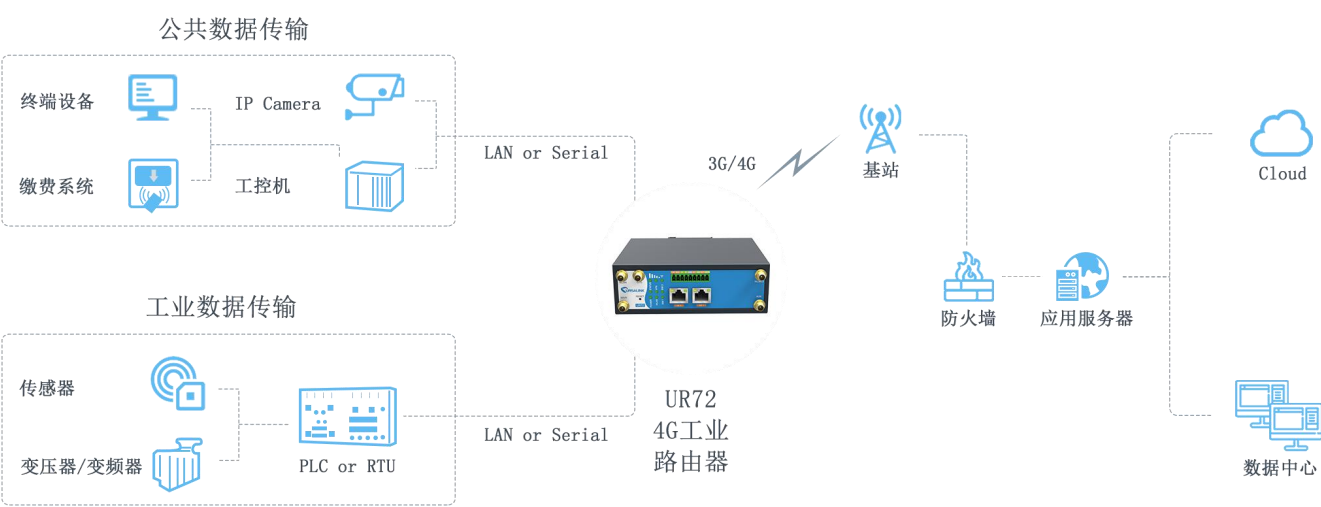 公共数据传输
终端设备
IP Camera
缴费系统
工控机
LAN or Serial
3G/4G
基站
Cloud
防火墙
应用服务器
工业数据传输
传感器
变压器/变频器
PLC or RTU
LAN or Serial
UR72
4G工业
路由器
数据中心